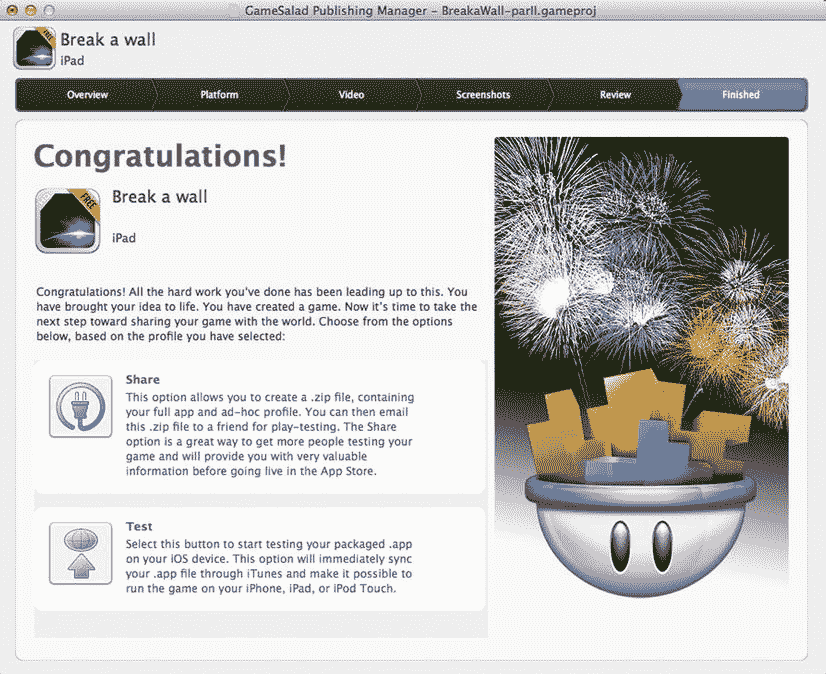 GameSalad Publishing Manager - BreakaWall-parII.gameproj
FREE
Break a wall
iPad
Overview
Platform
Video
Screenshots
Review
Finished
Congratulations!
FREE
Break a wall
iPad
Congratulations! All the hard work you've done has been leading up to this. You
have brought your idea to life. You have created a game. Now it's time to take the
next step toward sharing your game with the world. Choose from the options
below, based on the profile you have selected:
Share
This option allows you to create a .zip file, containing
your full app and ad-hoc profile. You can then email
this .zip file to a friend for play-testing. The Share
option is a great way to get more people testing your
game and will provide you with very valuable
information before going live in the App Store.
Test
Select this button to start testing your packaged .app
on your iOS device. This option will immediately sync
your .app file through iTunes and make it possible to
run the game on your iPhone, iPad, or iPod Touch.